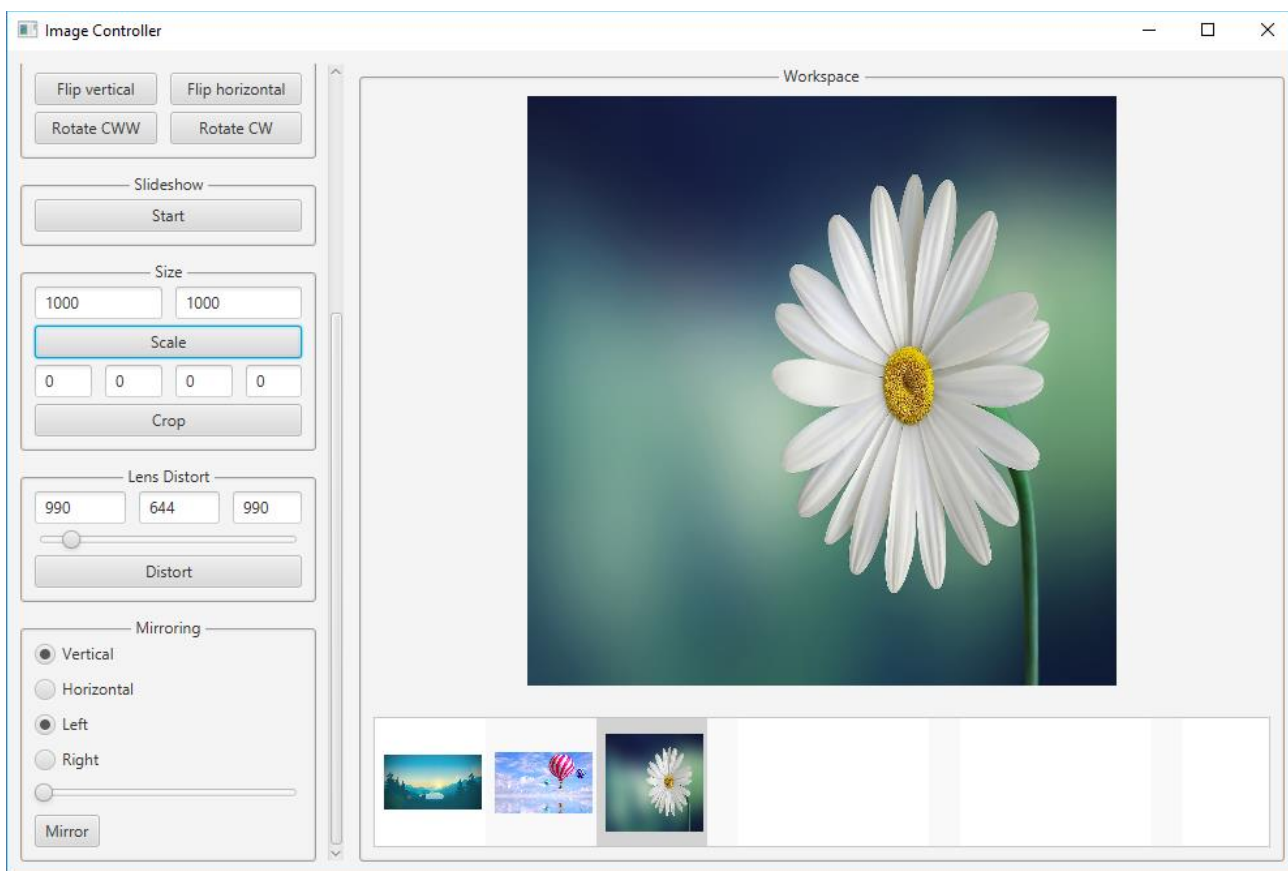 Image Controller
Flip vertical
Flip horizontal
Rotate CWW
Rotate CW
Slideshow
Start
Size
1000
1000
Scale
0
0
0
0
Crop
Lens Distort
990
644
990
Distort
Mirroring
Vertical
Horizontal
Left
Right
Mirror
Workspace